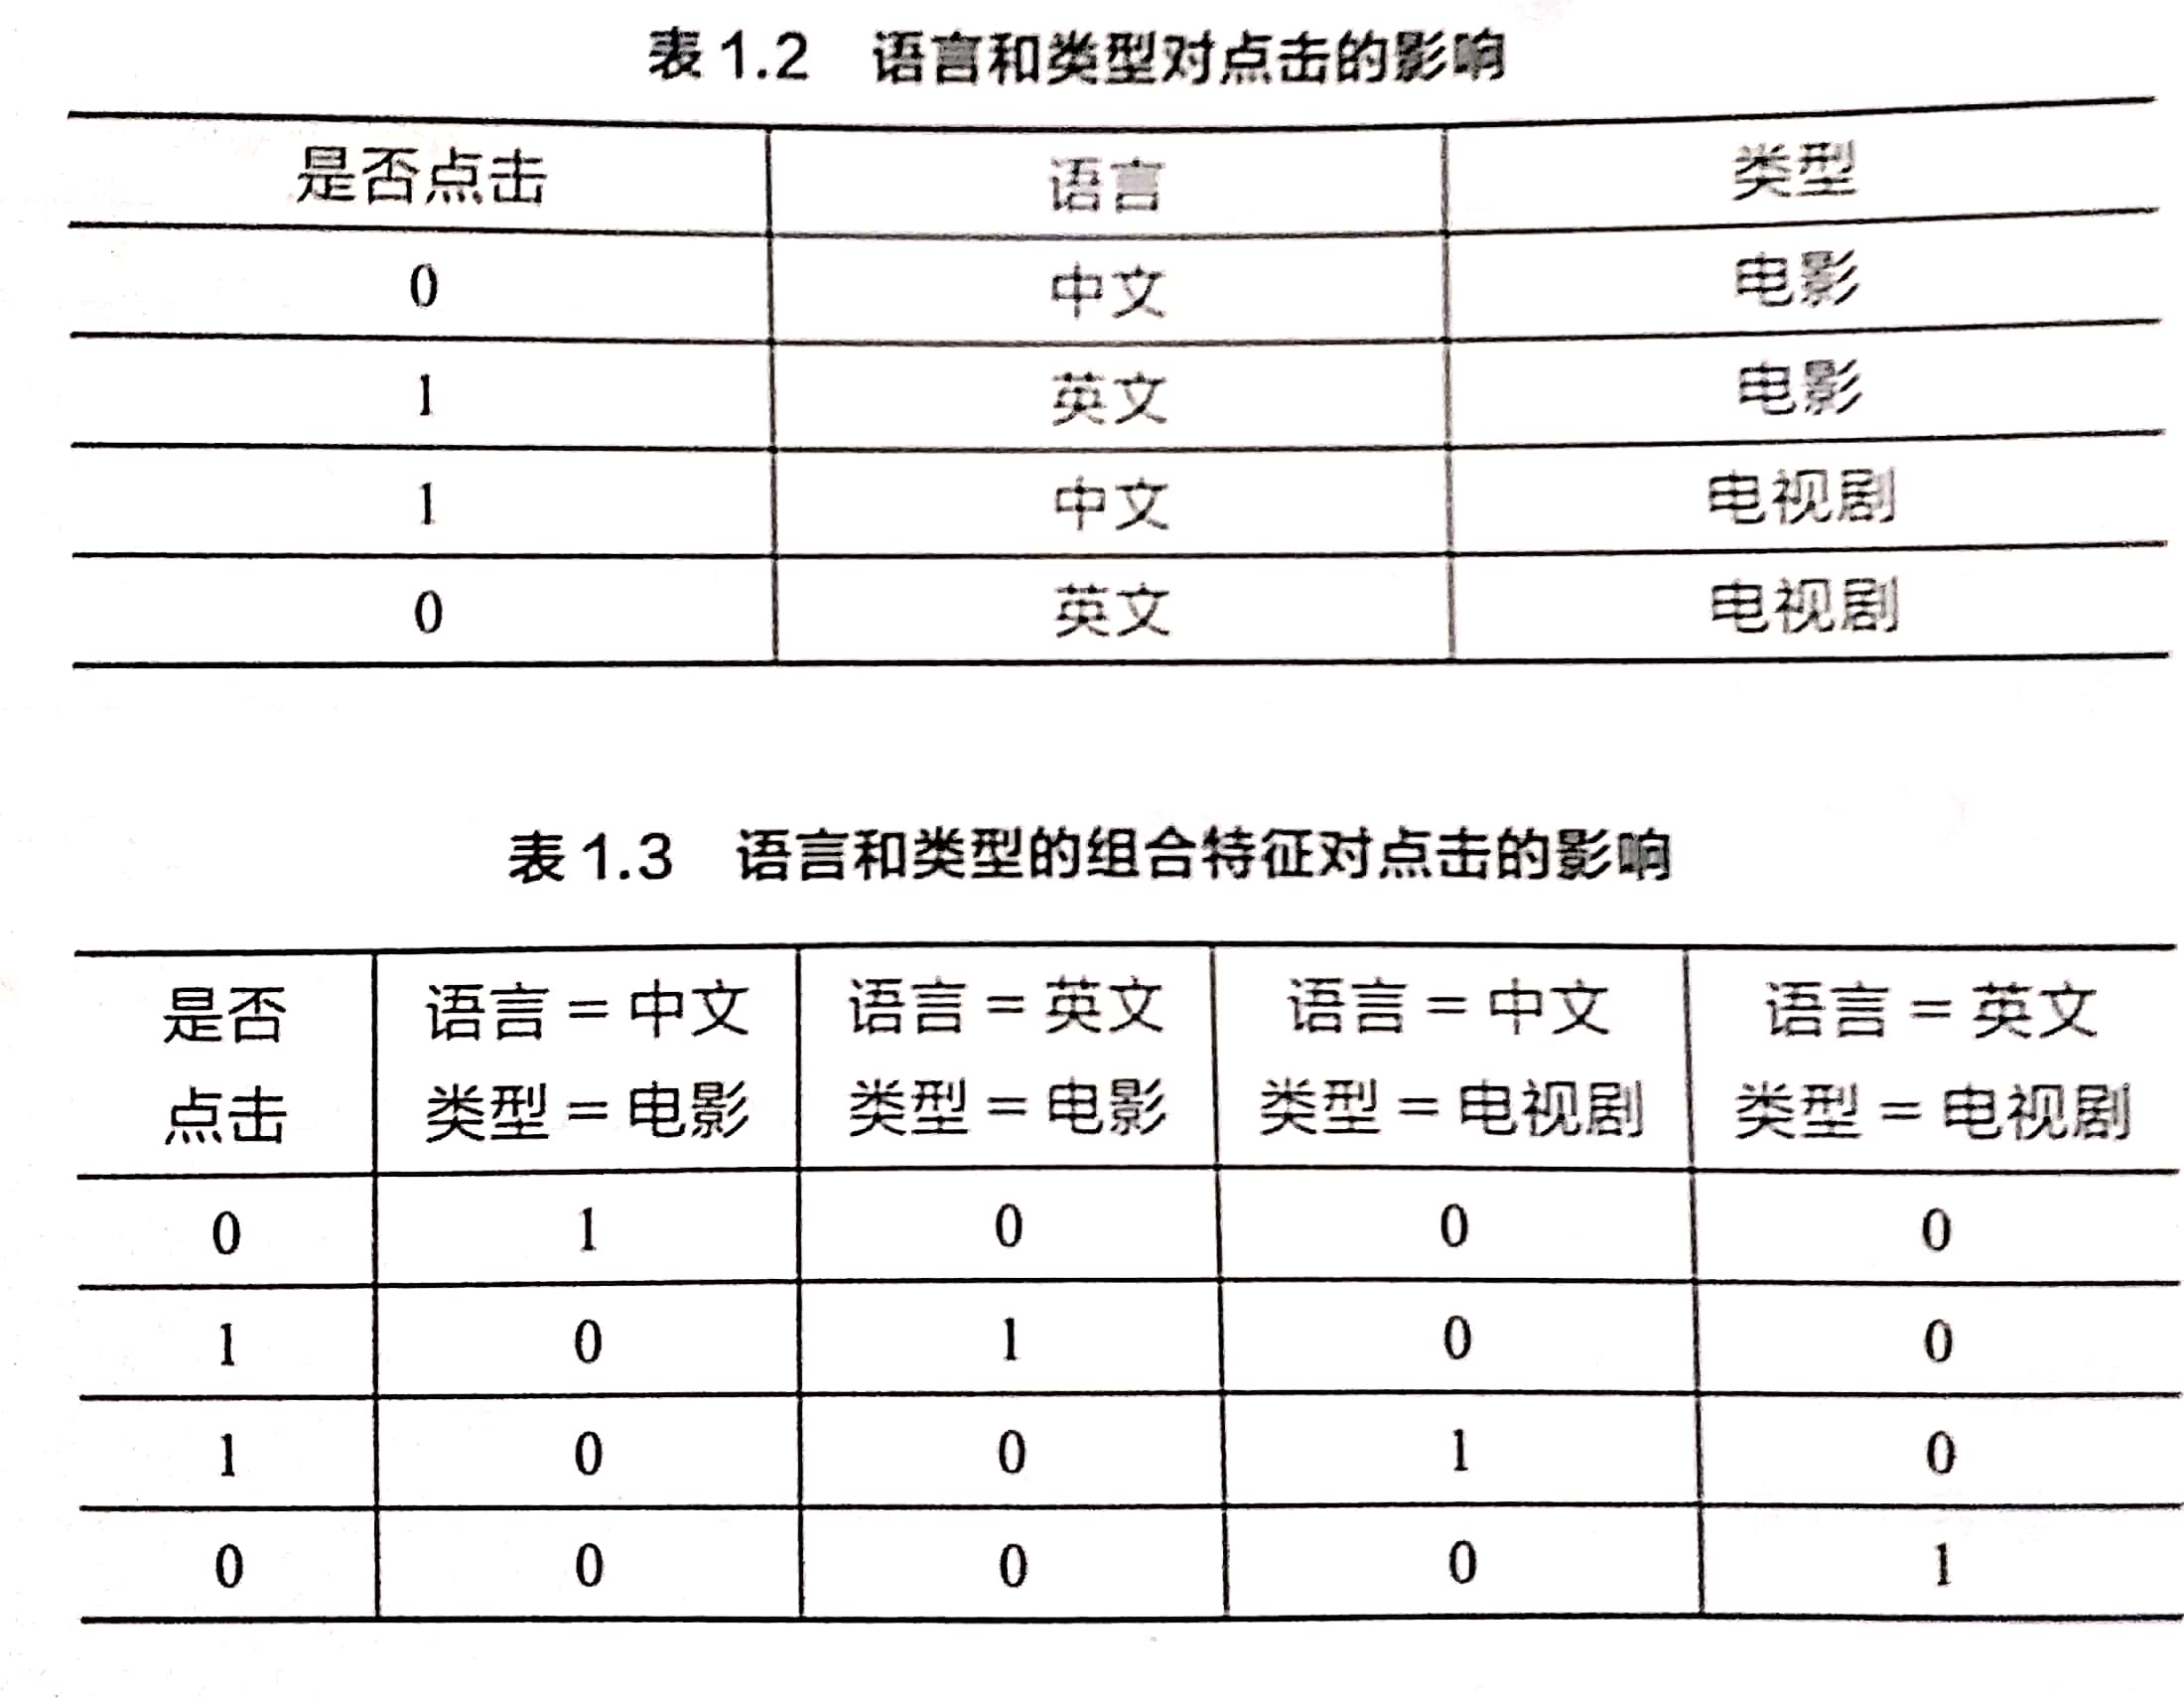 表 1.2 语言和类型对点击的影响
是否点击 语言 类型
0 中文 电影
1 英文 电影
1 中文 电视剧
0 英文 电视剧
表 1.3 语言和类型的组合特征对点击的影响
是否 语言 = 中文 语言 = 英文 语言 = 中文 语言 = 英文
点击 类型 = 电影 类型 = 电影 类型 = 电视剧 类型 = 电视剧
0 1 0 0 0
1 0 1 0 0
1 0 0 1 0
0 0 0 0 1